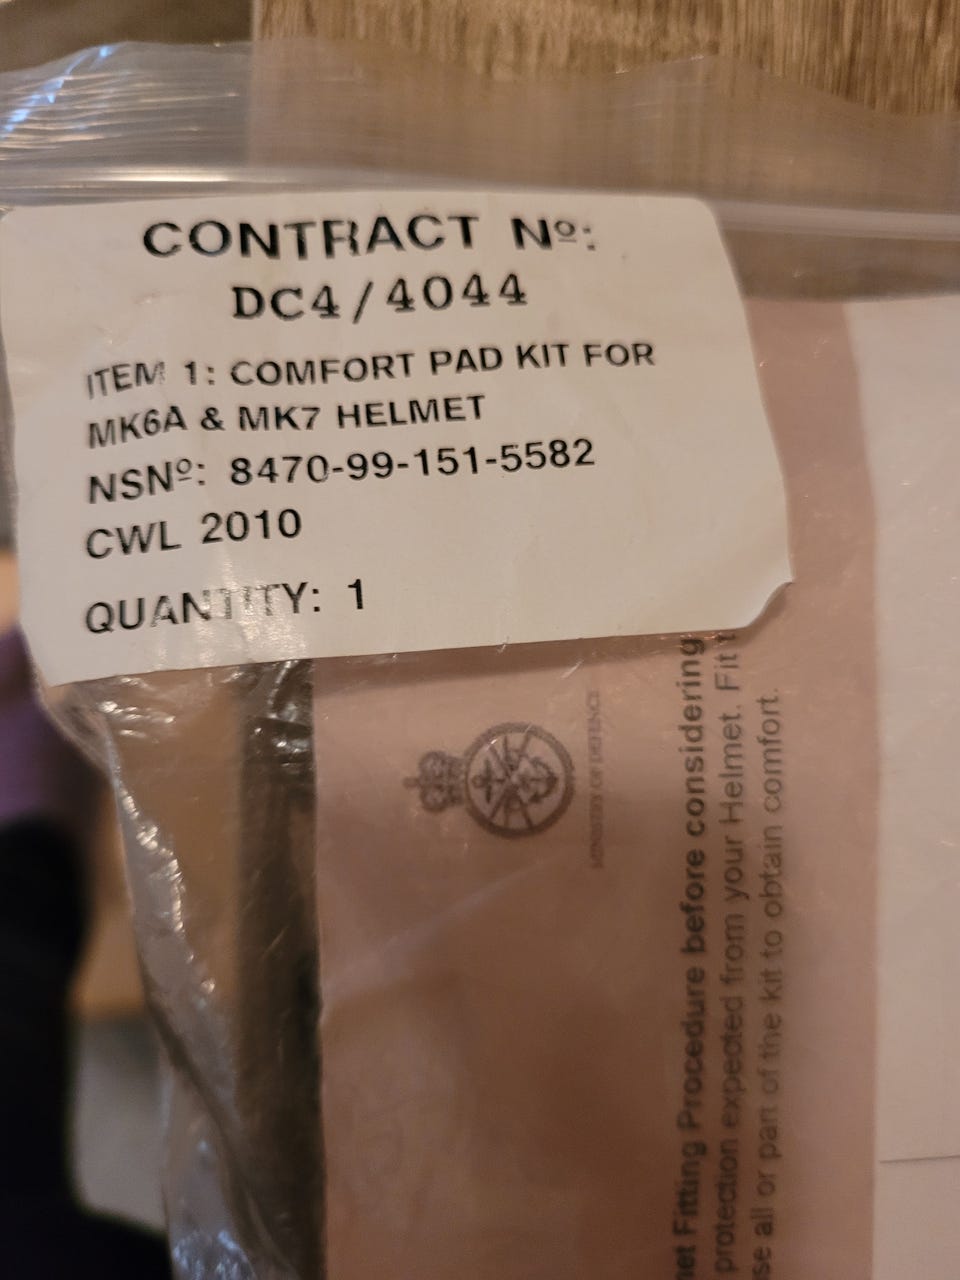 CONTRACT Nº:
DC4/4044
ITEM 1: COMFORT PAD KIT FOR
MK6A & MK7 HELMET
NSNº: 8470-99-151-5582
CWL 2010
QUANTITY: 1
MINISTRY OF DEFENCE
Fitting Procedure before considering
protection expected from your Helmet. Fit
all or part of the kit to obtain comfort.